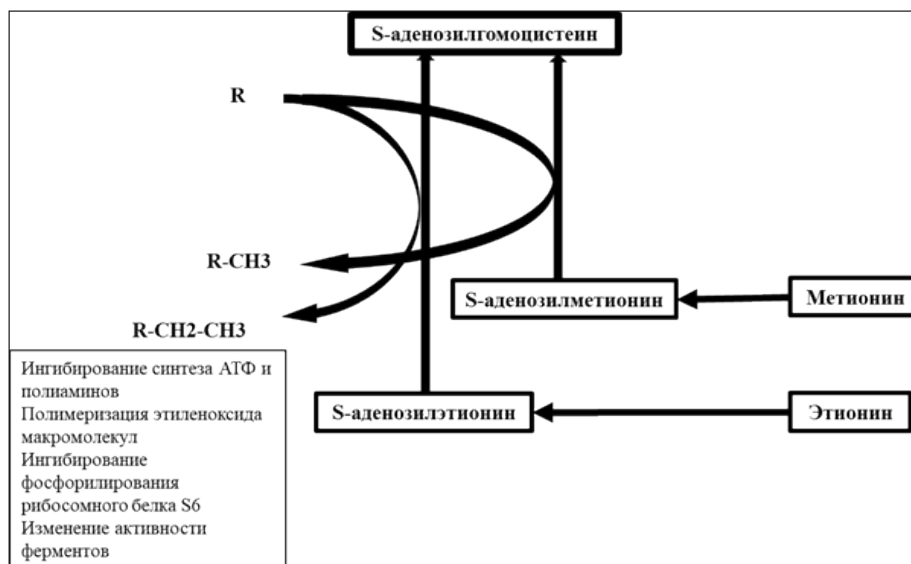 S-аденозилгомоцистеин
R
R-CH3
S-аденозилметионин
Метионин
R-CH2-CH3
Ингибирование синтеза АТФ и
полиаминов
Полимеризация этиленоксида
макромолекул
Ингибирование
фосфорилирования
рибосомного белка S6
Изменение активности
ферментов
S-аденозилэтионин
Этионин